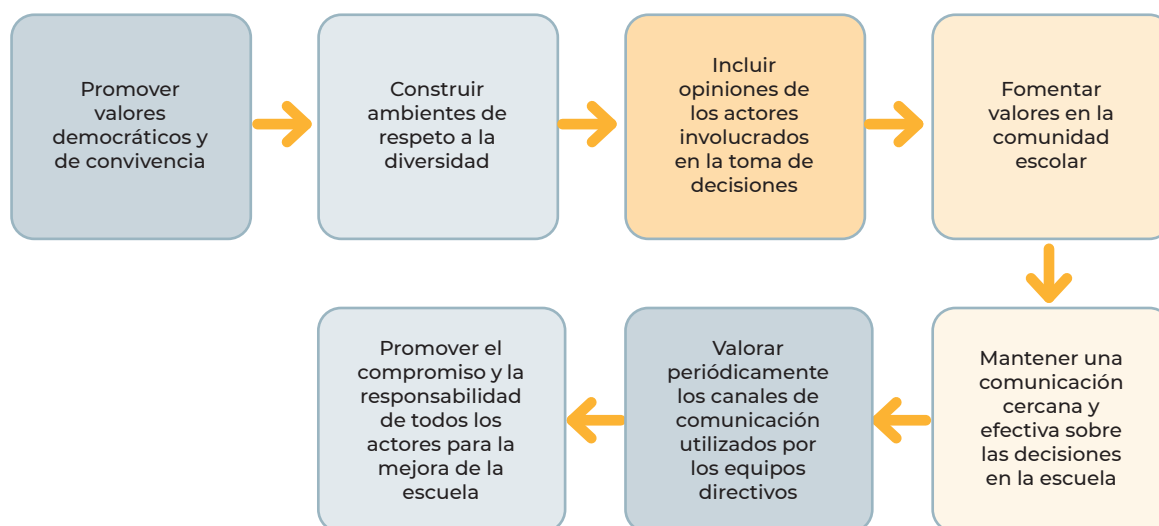 Promover
valores
democráticos y
de convivencia
Construir
ambientes de
respeto a la
diversidad
Incluir
opiniones de
los actores
involucrados
en la toma de
decisiones
Fomentar
valores en la
comunidad
escolar
Mantener una
comunicación
cercana y
efectiva sobre
las decisiones
en la escuela
Valorar
periódicamente
los canales de
comunicación
utilizados por
los equipos
directivos
Promover el
compromiso y la
responsabilidad
de todos los
actores para la
mejora de la
escuela